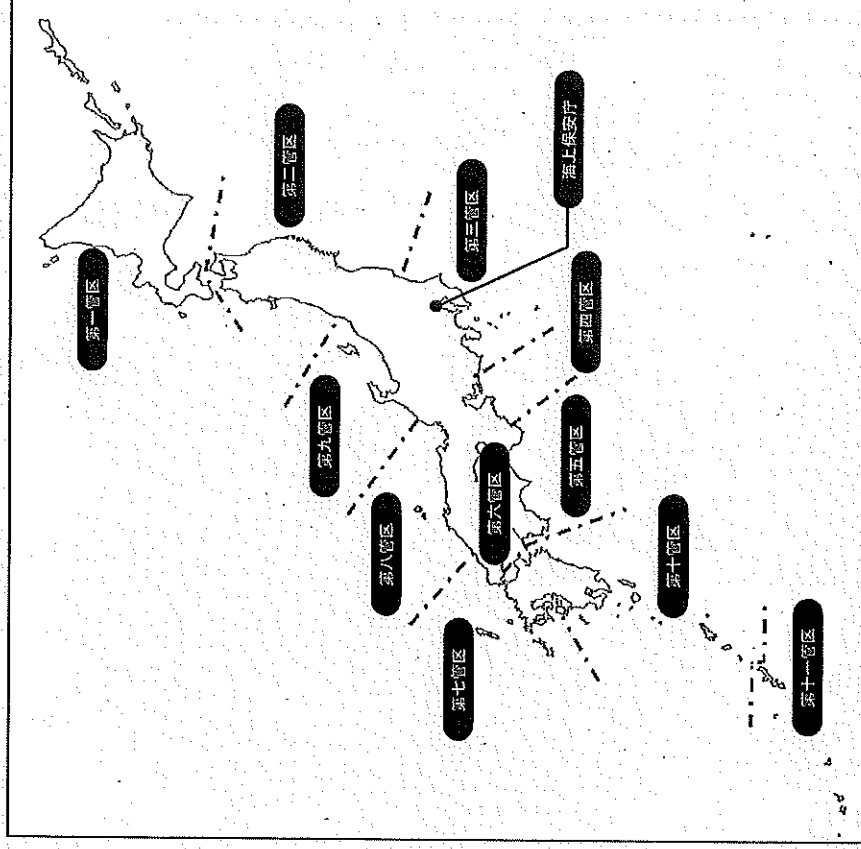 第一管区
第二管区
第三管区
海上保安庁
第四管区
第五管区
第六管区
第七管区
第八管区
第九管区
第十管区
第十一管区